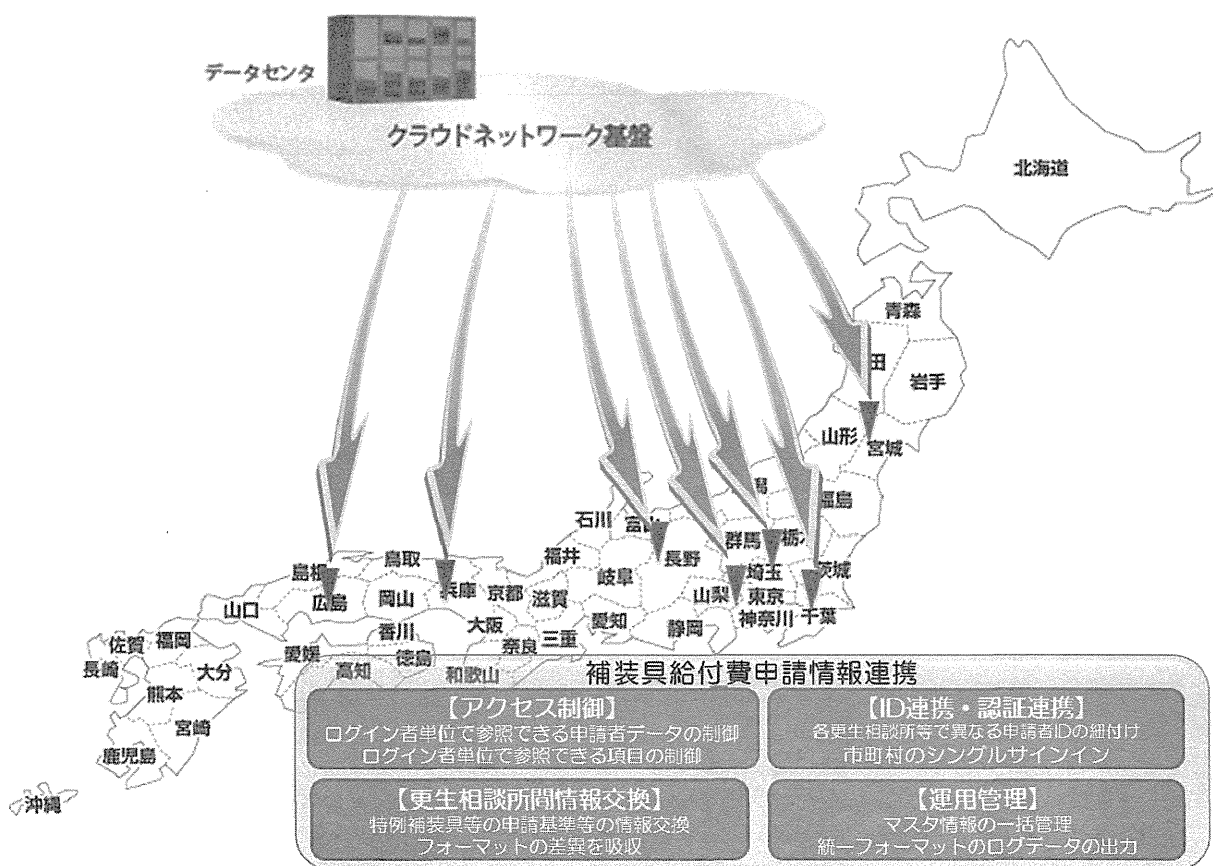 データセンタ
クラウドネットワーク基盤
北海道
青森
田
岩手
山形
宮城
福島
石川
富山
群馬
栃木
福井
長野
鳥取
島根
岐阜
埼玉
茨城
兵庫
京都
滋賀
山梨
東京
岡山
広島
山口
愛知
静岡
神奈川
千葉
香川
大阪
奈良
三重
佐賀
福岡
愛媛
徳島
長崎
大分
高知
和歌山
熊本
宮崎
鹿児島
沖縄
補装具給付費申請情報連携
【アクセス制御】
ログイン者単位で参照できる申請者データの制御
ログイン者単位で参照できる項目の制御
【ID連携・認証連携】
各更生相談所等で異なる申請者IDの紐付け
市町村のシングルサインイン
【更生相談所間情報交換】
特例補装具等の申請基準等の情報交換
フォーマットの差異を吸収
【運用管理】
マスタ情報の一括管理
統一フォーマットのログデータの出力